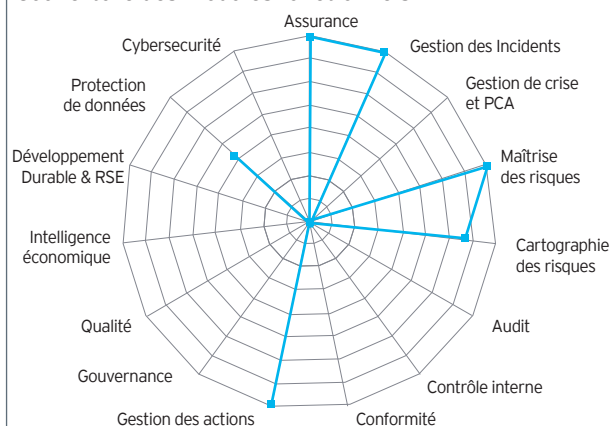 Assurance
Gestion des Incidents
Gestion de crise
et PCA
Maîtrise
des risques
Cartographie
des risques
Audit
Contrôle interne
Conformité
Gestion des actions
Gouvernance
Qualité
Intelligence
économique
Développement
Durable & RSE
Protection
de données
Cybersecurité